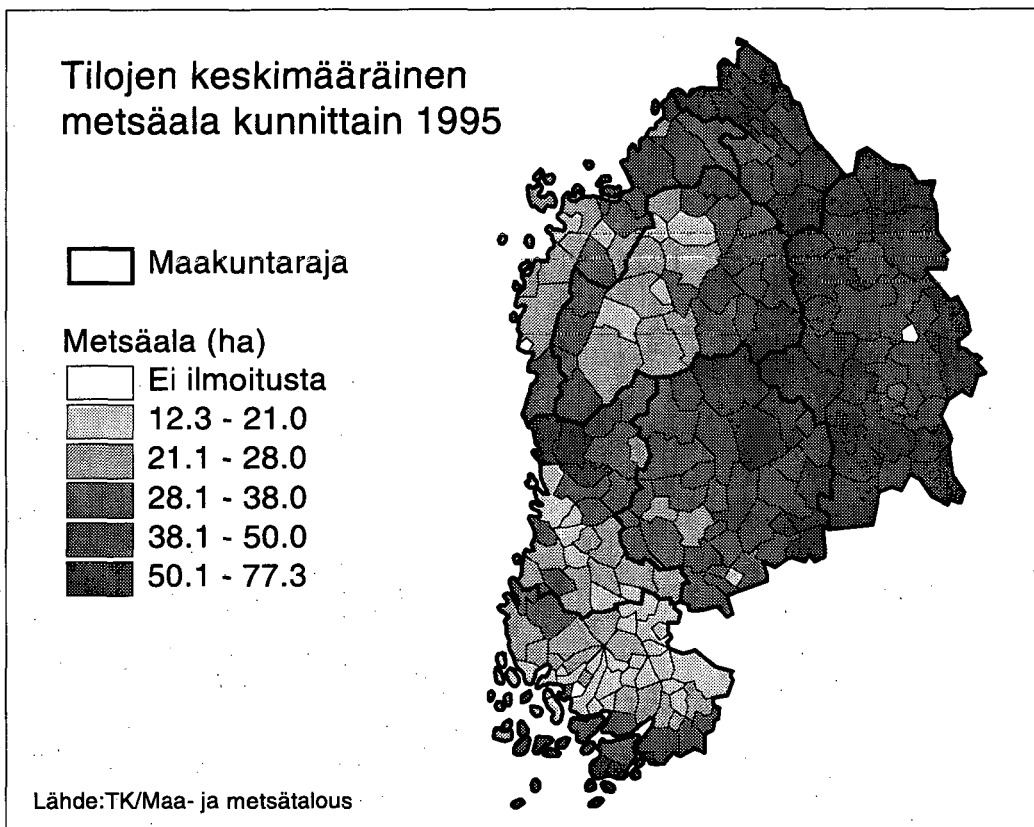 Tilojen keskimääräinen
metsäala kunnittain 1995
Maakuntaraja
Metsäala (ha)
Ei ilmoitusta
12.3 - 21.0
21.1 - 28.0
28.1 - 38.0
38.1 - 50.0
50.1 - 77.3
Lähde:TK/Maa- ja metsätalous